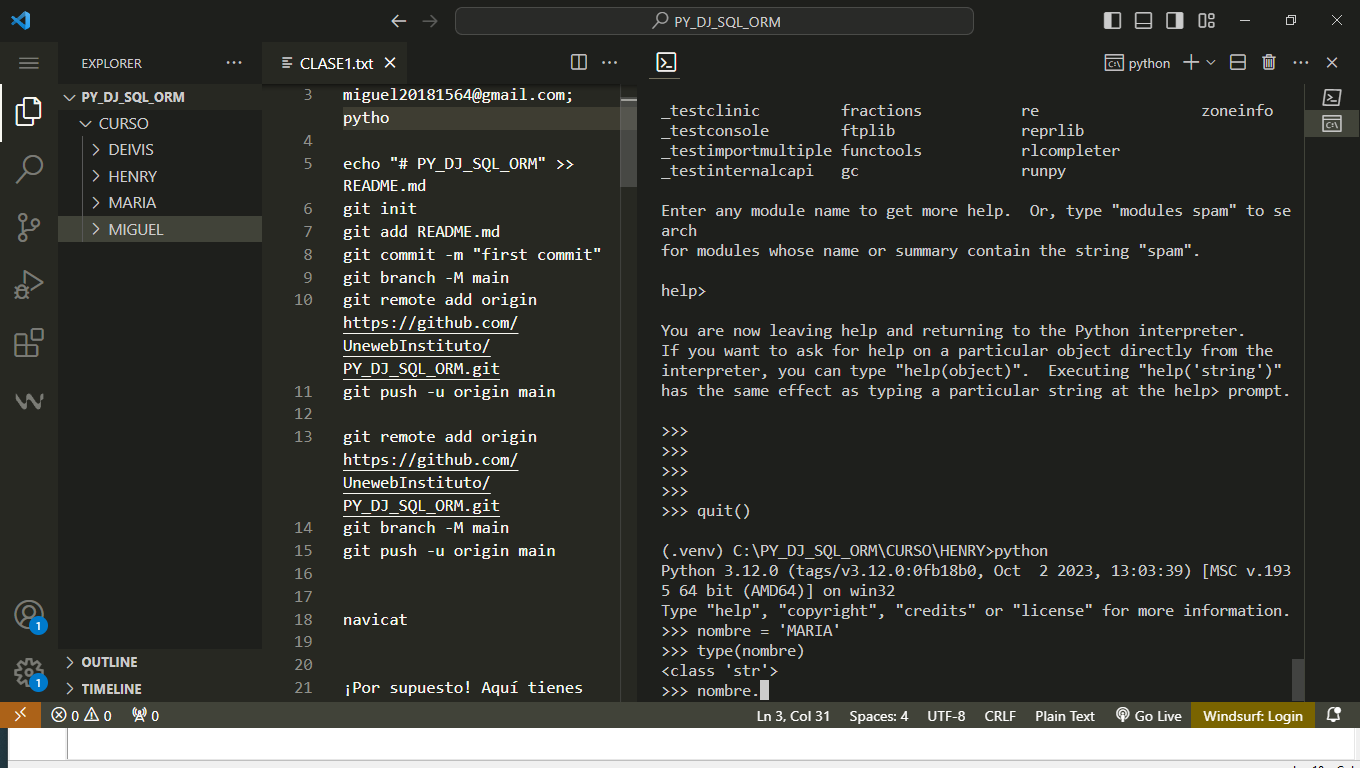 PY_DJ_SQL_ORM
EXPLORER
PY_DJ_SQL_ORM
CURSO
DEIVIS
HENRY
MARIA
MIGUEL
OUTLINE
TIMELINE
1
1
CLASE1.txt
3 miguel20181564@gmail.com;
pytho
4
5 echo "# PY_DJ_SQL_ORM" >>
README.md
6 git init
7 git add README.md
8 git commit -m "first commit"
9 git branch -M main
10 git remote add origin
https://github.com/
UnewebInstituto/
PY_DJ_SQL_ORM.git
11 git push -u origin main
12
13 git remote add origin
https://github.com/
UnewebInstituto/
PY_DJ_SQL_ORM.git
14 git branch -M main
15 git push -u origin main
16
17
18 navicat
19
20
21 ¡Por supuesto! Aquí tienes
python
_testclinic fractions re zoneinfo
_testconsole ftplib reprlib
_testimportmultiple functools rlcompleter
_testinternalcapi gc runpy
Enter any module name to get more help.  Or, type "modules spam" to se
arch
for modules whose name or summary contain the string "spam".
help>
You are now leaving help and returning to the Python interpreter.
If you want to ask for help on a particular object directly from the
interpreter, you can type "help(object)".  Executing "help('string')"
has the same effect as typing a particular string at the help> prompt.
>>>
>>>
>>>
>>>
>>> quit()
(.venv) C:\PY_DJ_SQL_ORM\CURSO\HENRY>python
Python 3.12.0 (tags/v3.12.0:0fb18b0, Oct  2 2023, 13:03:39) [MSC v.193
5 64 bit (AMD64)] on win32
Type "help", "copyright", "credits" or "license" for more information.
>>> nombre = 'MARIA'
>>> type(nombre)
<class 'str'>
>>> nombre.
0 0 0 Ln 3, Col 31 Spaces: 4 UTF-8 CRLF Plain Text Go Live Windsurf: Login